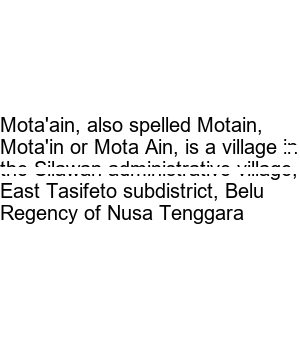 Mota'ain, also spelled Motain,
Mota'in or Mota Ain, is a village in
the Silawan administrative village,
East Tasifeto subdistrict, Belu
Regency of Nusa Tenggara